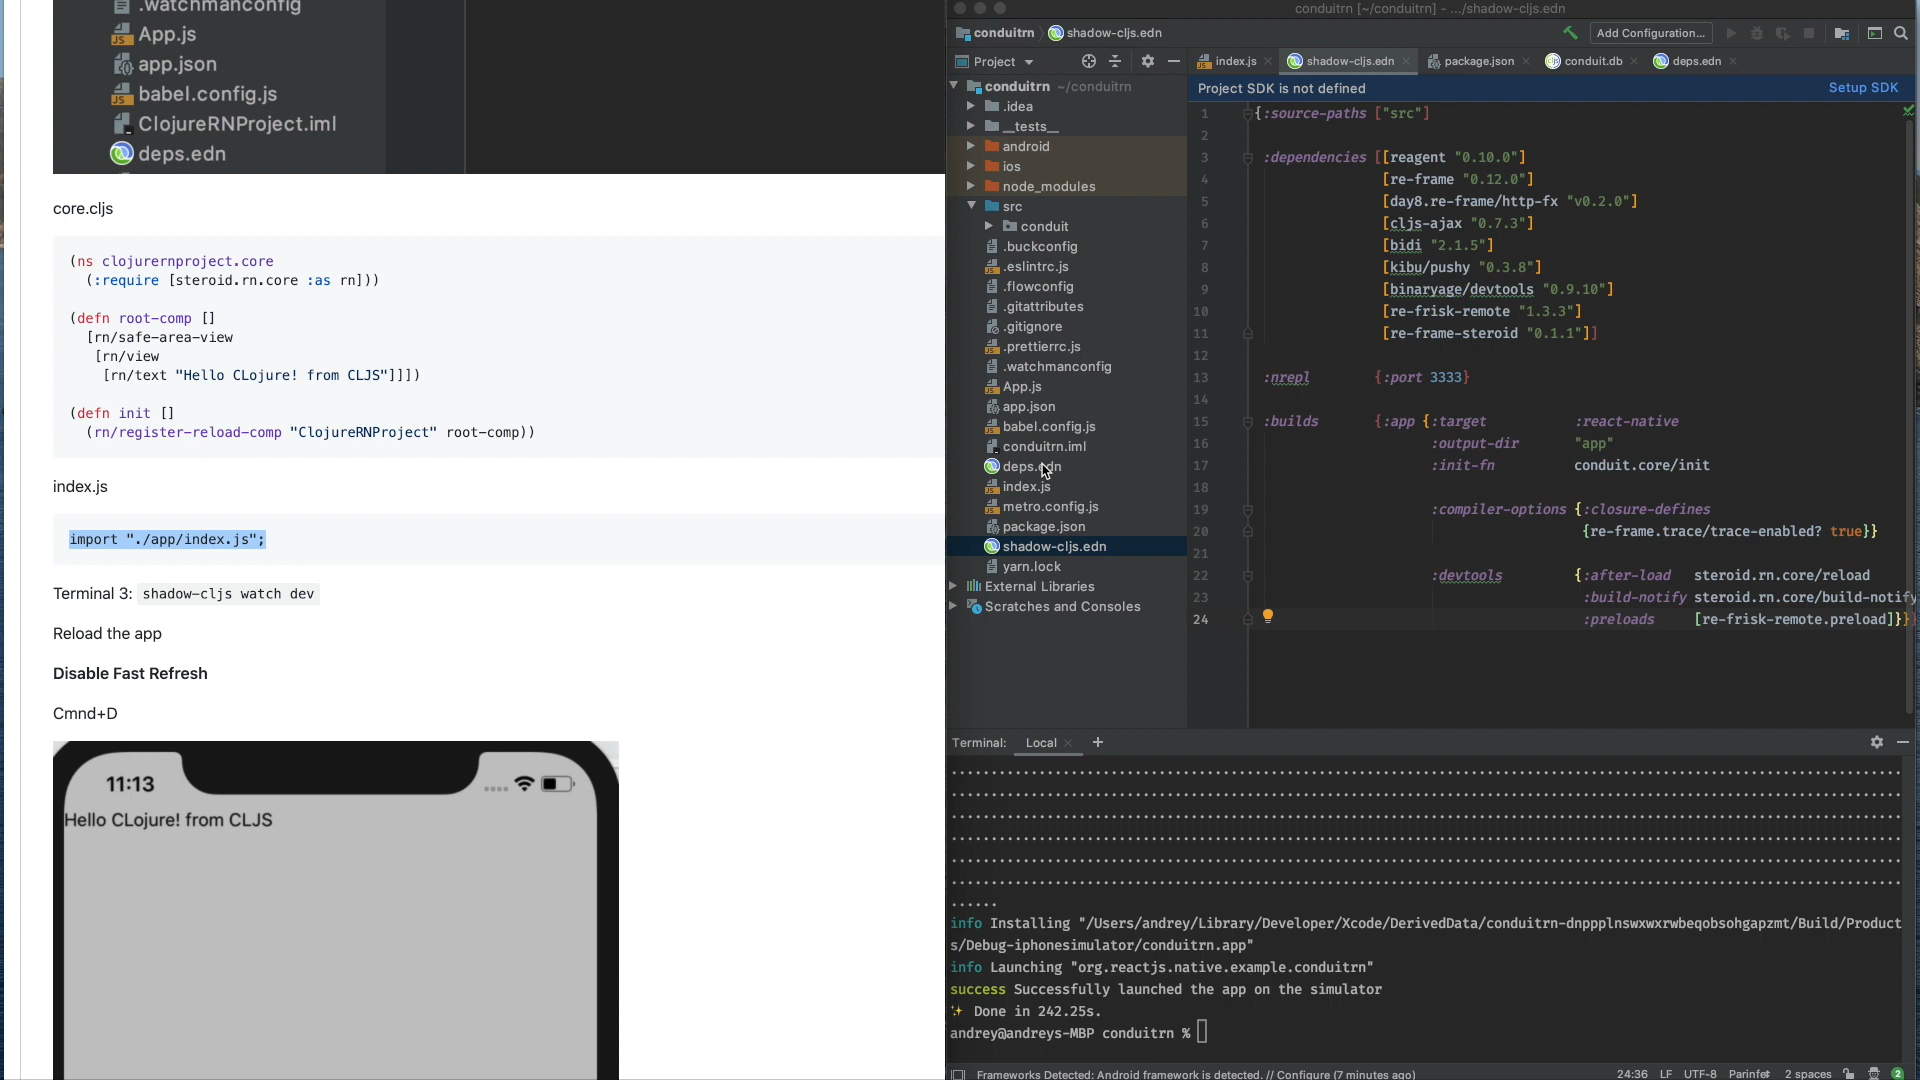 .watchmanconfig
App.js
app.json
babel.config.js
ClojureRNProject.iml
deps.edn
core.cljs
(ns clojurernproject.core
(:require [steroid.rn.core :as rn]))
(defn root-comp []
[rn/safe-area-view
[rn/view
[rn/text "Hello CLojure! from CLJS"]]])
(defn init []
(rn/register-reload-comp "ClojureRNProject" root-comp))
index.js
import "./app/index.js";
Terminal 3: shadow-cljs watch dev
Reload the app
Disable Fast Refresh
Cmnd+D
11:13
Hello CLojure! from CLJS
conduitrn [~/conduitrn] - .../shadow-cljs.edn
conduitrn shadow-cljs.edn
Add Configuration...
Project
index.js shadow-cljs.edn package.json conduit.db deps.edn
Project SDK is not defined Setup SDK
conduitrn ~/conduitrn
.idea
__tests__
android
ios
node_modules
src
conduit
.buckconfig
.eslintrc.js
.flowconfig
.gitattributes
.gitignore
.prettierrc.js
.watchmanconfig
App.js
app.json
babel.config.js
conduitrn.iml
deps.edn
index.js
metro.config.js
package.json
shadow-cljs.edn
yarn.lock
External Libraries
Scratches and Consoles
1 {:source-paths ["src"]
2
3 :dependencies [[reagent "0.10.0"]
4 [re-frame "0.12.0"]
5 [day8.re-frame/http-fx "v0.2.0"]
6 [cljs-ajax "0.7.3"]
7 [bidi "2.1.5"]
8 [kibu/pushy "0.3.8"]
9 [binaryage/devtools "0.9.10"]
10 [re-frisk-remote "1.3.3"]
11 [re-frame-steroid "0.1.1"]]
12
13 :nrepl {:port 3333}
14
15 :builds {:app {:target :react-native
16 :output-dir "app"
17 :init-fn conduit.core/init
18
19 :compiler-options {:closure-defines
20 {re-frame.trace/trace-enabled? true}}
21
22 :devtools {:after-load steroid.rn.core/reload
23 :build-notify steroid.rn.core/build-notify
24 :preloads [re-frisk-remote.preload]}}}
Terminal: Local
......
info Installing "/Users/andrey/Library/Developer/Xcode/DerivedData/conduitrn-dnppplnswxwxrwbeqobsohgapzmt/Build/Product
s/Debug-iphonesimulator/conduitrn.app"
info Launching "org.reactjs.native.example.conduitrn"
success Successfully launched the app on the simulator
Done in 242.25s.
andrey@andreys-MBP conduitrn %
Frameworks Detected: Android framework is detected. // Configure (7 minutes ago) 24:36 LF UTF-8 Parinfer 2 spaces 2